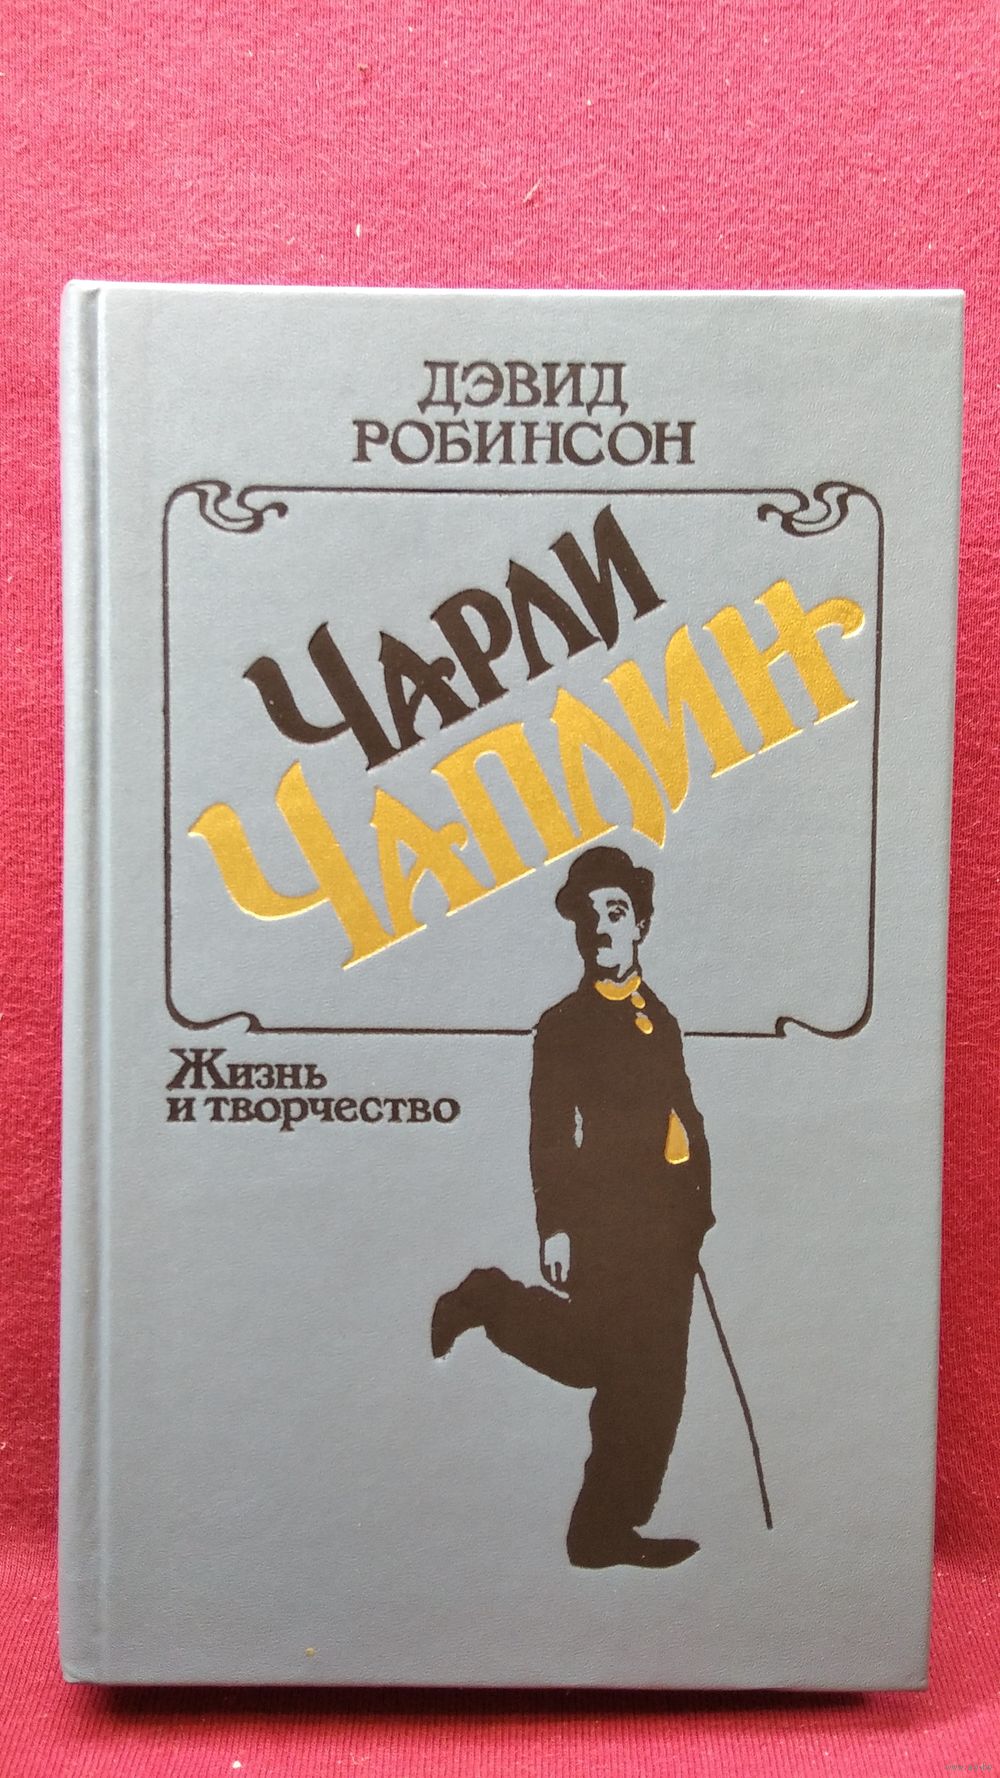 ДЭВИД
РОБИНСОН
ЧАРЛИ
ЧАПЛИН
Жизнь
и творчество